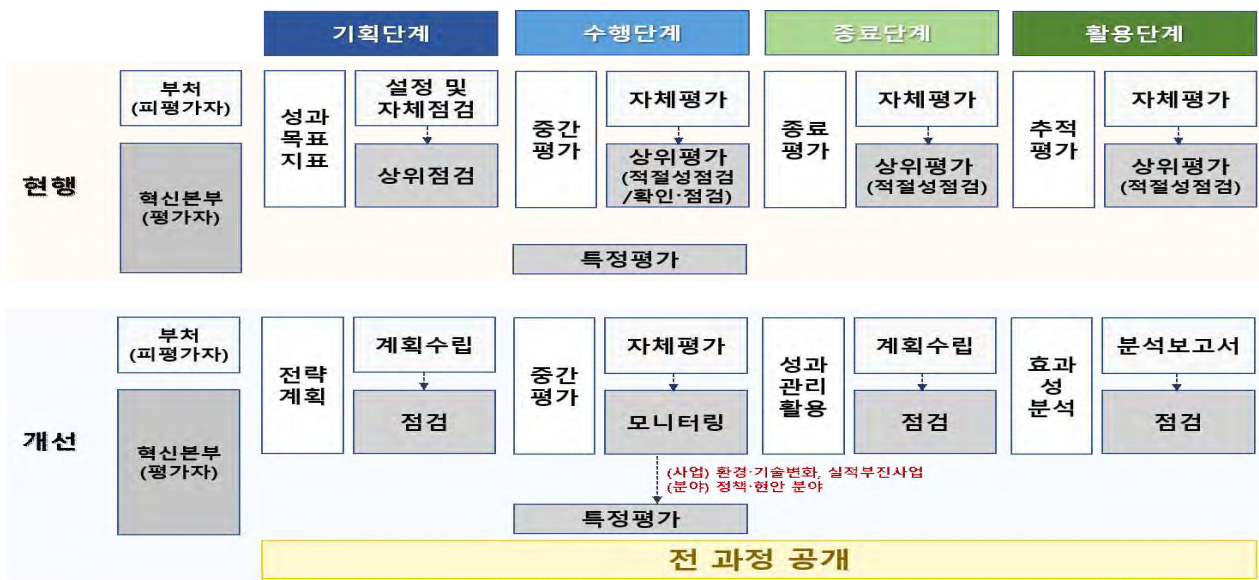 기획단계
수행단계
종료단계
활용단계
현행
부처
(피평가자)
혁신본부
(평가자)
성과
목표
지표
설정 및
자체점검
상위점검
중간
평가
자체평가
상위평가
(적절성점검
/확인·점검)
특정평가
종료
평가
자체평가
상위평가
(적절성점검)
추적
평가
자체평가
상위평가
(적절성점검)
개선
부처
(피평가자)
혁신본부
(평가자)
전략
계획
계획수립
점검
중간
평가
자체평가
모니터링
(사업) 환경·기술변화, 실적부진사업
(분야) 정책·현안 분야
특정평가
성과
관리
활용
계획수립
점검
효과
성
분석
분석보고서
점검
전 과정 공개